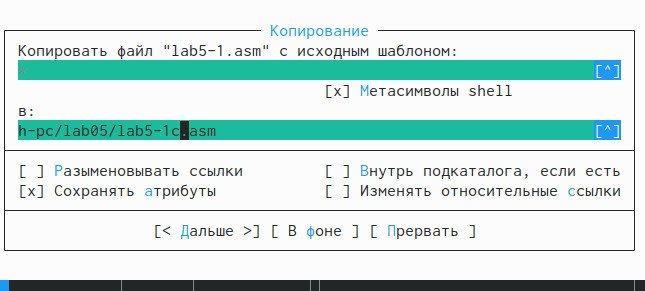 Копирование
Копировать файл "lab5-1.asm" с исходным шаблоном:
[^]
[x] Метасимволы shell
в:
h-pc/lab05/lab5-1c.asm [^]
[ ] Разыменовывать ссылки [ ] Внутрь подкаталога, если есть
[x] Сохранять атрибуты [ ] Изменять относительные ссылки
[< Дальше >] [ В фоне ] [ Прервать ]